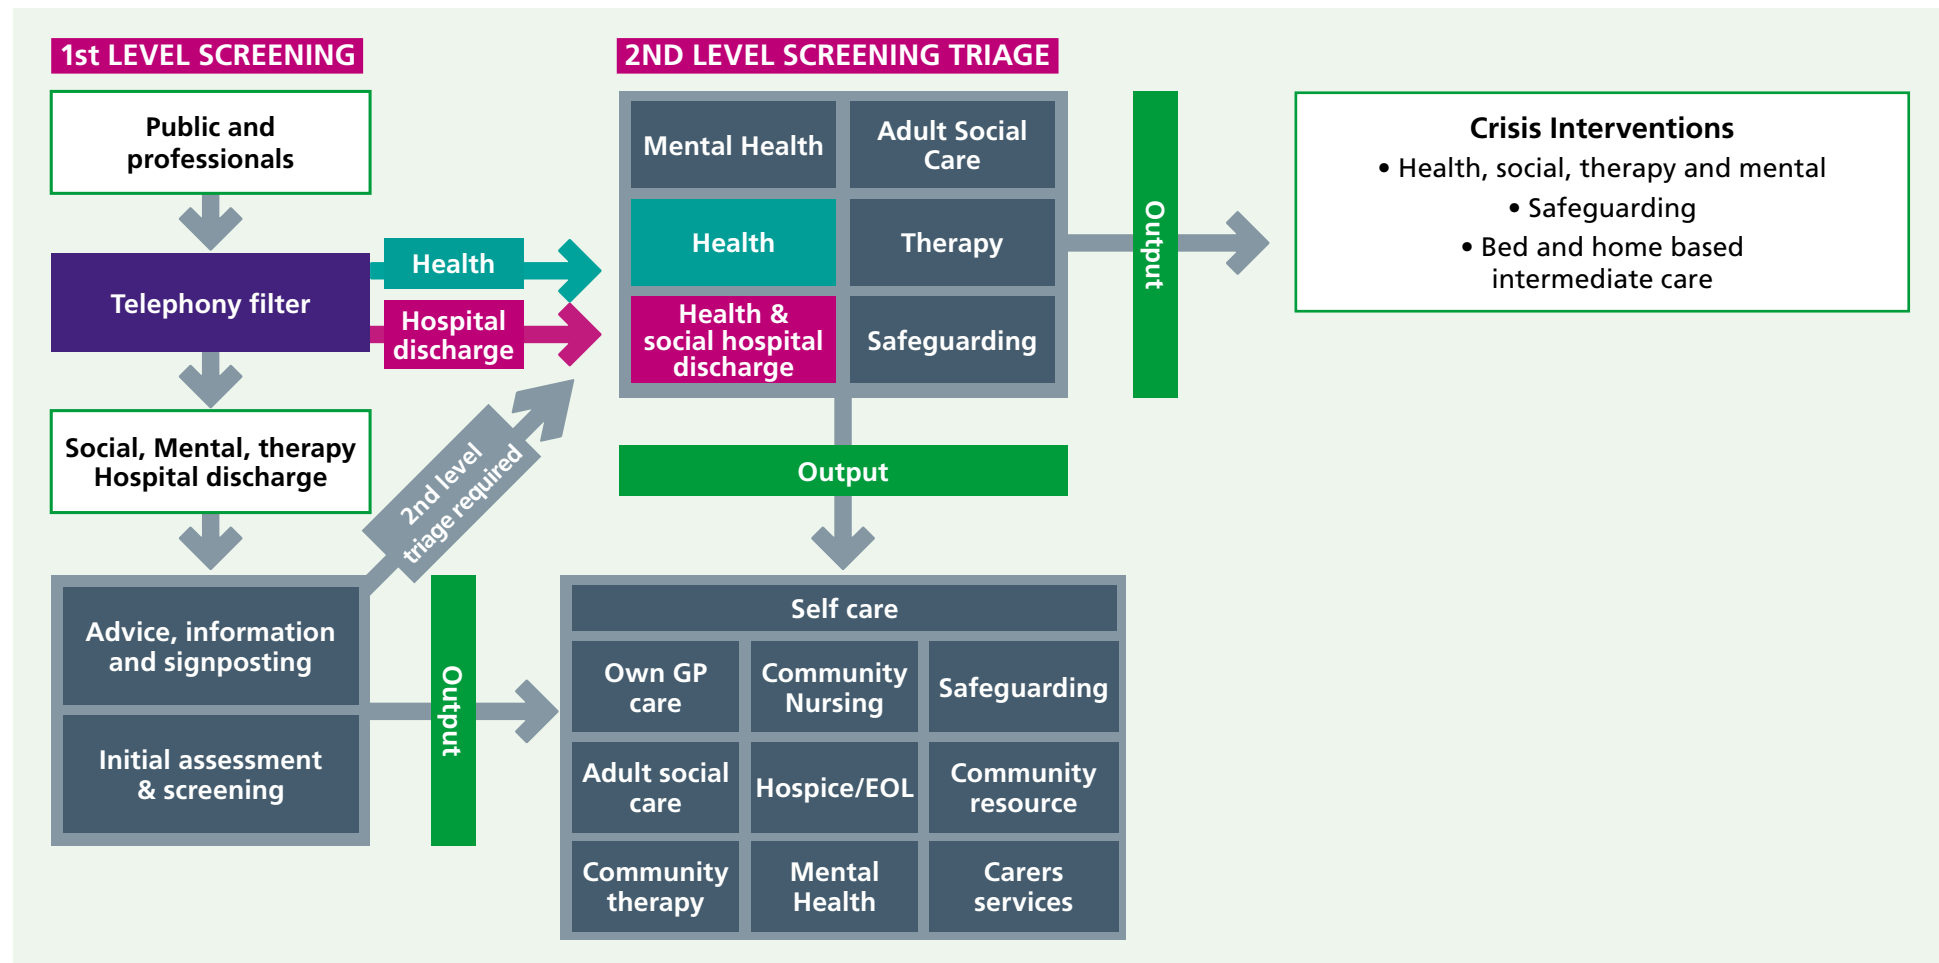 1st LEVEL SCREENING
Public and
professionals
Telephony filter
Health
Hospital
discharge
Social, Mental, therapy
Hospital discharge
2nd level
triage required
Advice, information
and signposting
Initial assessment
& screening
Output
2ND LEVEL SCREENING TRIAGE
Mental Health
Adult Social
Care
Health
Therapy
Health &
social hospital
discharge
Safeguarding
Output
Crisis Interventions
• Health, social, therapy and mental
• Safeguarding
• Bed and home based
intermediate care
Output
Self care
Own GP
care
Community
Nursing
Safeguarding
Adult social
care
Hospice/EOL
Community
resource
Community
therapy
Mental
Health
Carers
services